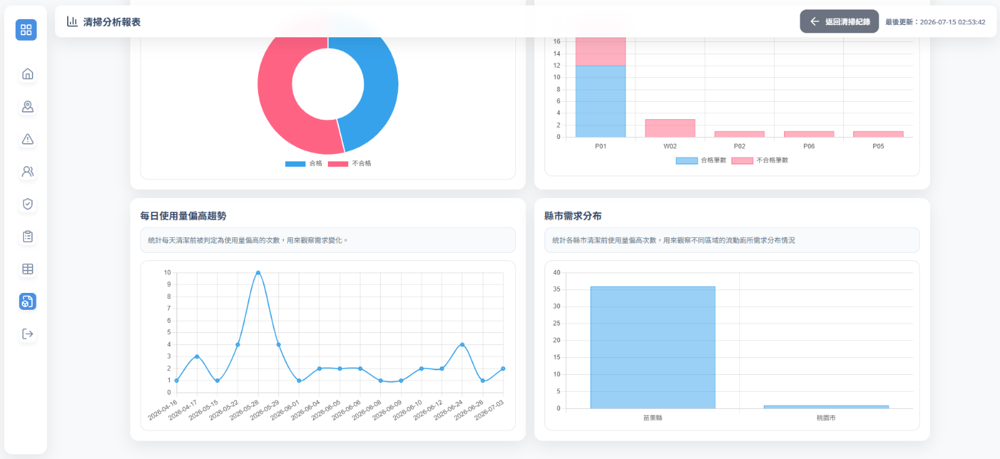 清掃分析報表
返回清掃紀錄
最後更新：2026-07-15 02:53:42
合格
不合格
16
14
12
10
8
6
4
2
0
P01
W02
P02
P06
P05
合格筆數
不合格筆數
每日使用量偏高趨勢
統計每天清潔前被判定為使用量偏高的次數，用來觀察需求變化。
10
9
8
7
6
5
4
3
2
1
0
2026-04-16
2026-04-17
2026-05-15
2026-05-22
2026-05-28
2026-05-29
2026-06-01
2026-06-04
2026-06-05
2026-06-06
2026-06-08
2026-06-09
2026-06-10
2026-06-12
2026-06-24
2026-06-26
2026-07-03
縣市需求分布
統計各縣市清潔前使用量偏高次數，用來觀察不同區域的流動廁所需求分布情況
40
35
30
25
20
15
10
5
0
苗栗縣
桃園市